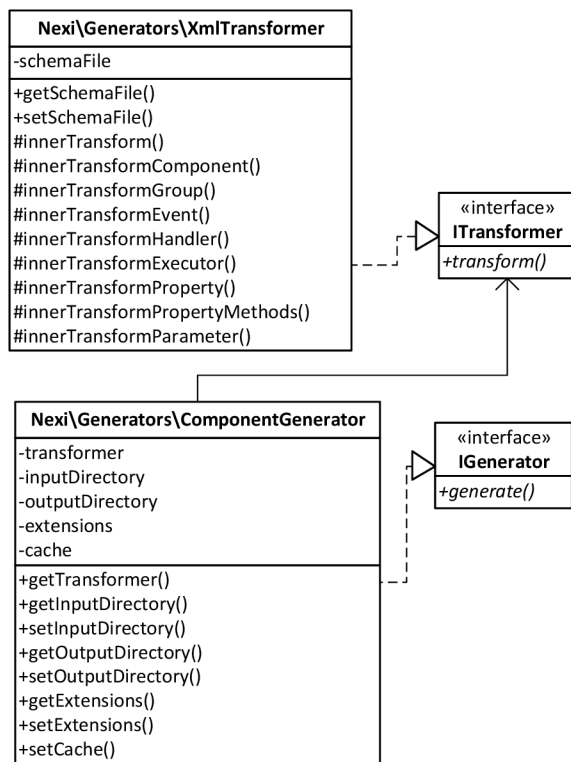 Nexi\Generators\XmlTransformer
-schemaFile
+getSchemaFile()
+setSchemaFile()
#innerTransform()
#innerTransformComponent()
#innerTransformGroup()
#innerTransformEvent()
#innerTransformHandler()
#innerTransformExecutor()
#innerTransformProperty()
#innerTransformPropertyMethods()
#innerTransformParameter()
«interface»
ITransformer
+transform()
Nexi\Generators\ComponentGenerator
-transformer
-inputDirectory
-outputDirectory
-extensions
-cache
+getTransformer()
+getInputDirectory()
+setInputDirectory()
+getOutputDirectory()
+setOutputDirectory()
+getExtensions()
+setExtensions()
+setCache()
«interface»
IGenerator
+generate()